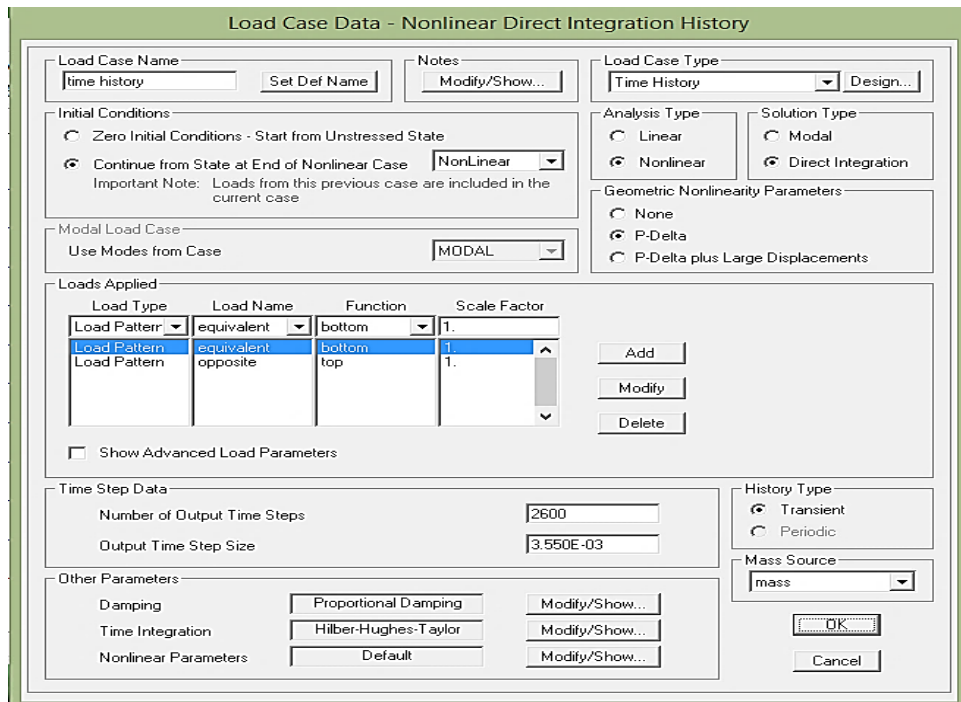 Load Case Data - Nonlinear Direct Integration History
Load Case Name
time history
Set Def Name
Notes
Modify/Show...
Load Case Type
Time History
Design...
Initial Conditions
Zero Initial Conditions - Start from Unstressed State
Continue from State at End of Nonlinear Case
NonLinear
Important Note: Loads from this previous case are included in the
current case
Analysis Type
Linear
Nonlinear
Solution Type
Modal
Direct Integration
Geometric Nonlinearity Parameters
None
P-Delta
P-Delta plus Large Displacements
Modal Load Case
Use Modes from Case
MODAL
Loads Applied
Load Type Load Name Function Scale Factor
Load Pattern equivalent bottom 1.
Load Pattern equivalent bottom 1.
Load Pattern opposite top 1.
Add
Modify
Delete
Show Advanced Load Parameters
Time Step Data
Number of Output Time Steps 2600
Output Time Step Size 3.550E-03
History Type
Transient
Periodic
Mass Source
mass
Other Parameters
Damping Proportional Damping Modify/Show...
Time Integration Hilber-Hughes-Taylor Modify/Show...
Nonlinear Parameters Default Modify/Show...
OK
Cancel